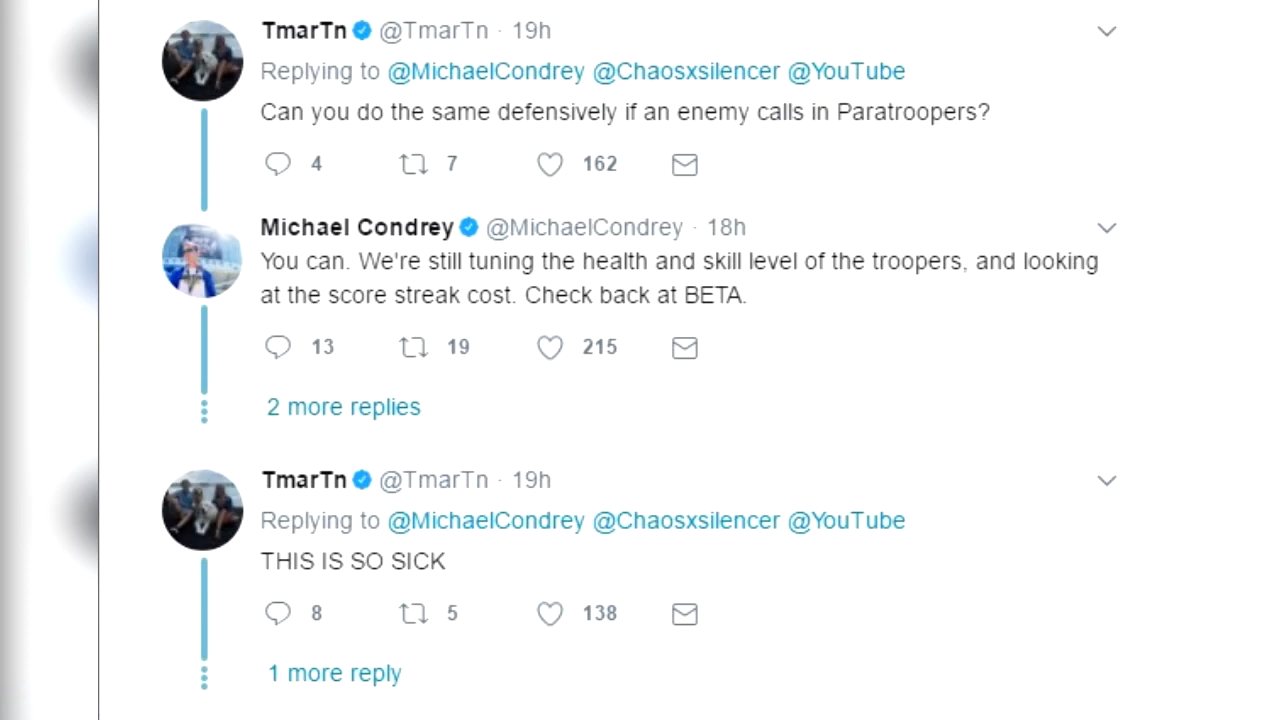 TmarTn @TmarTn · 19h
Replying to @MichaelCondrey @Chaosxsilencer @YouTube
Can you do the same defensively if an enemy calls in Paratroopers?
4 7 162
Michael Condrey @MichaelCondrey · 18h
You can. We're still tuning the health and skill level of the troopers, and looking
at the score streak cost. Check back at BETA.
13 19 215
2 more replies
TmarTn @TmarTn · 19h
Replying to @MichaelCondrey @Chaosxsilencer @YouTube
THIS IS SO SICK
8 5 138
1 more reply